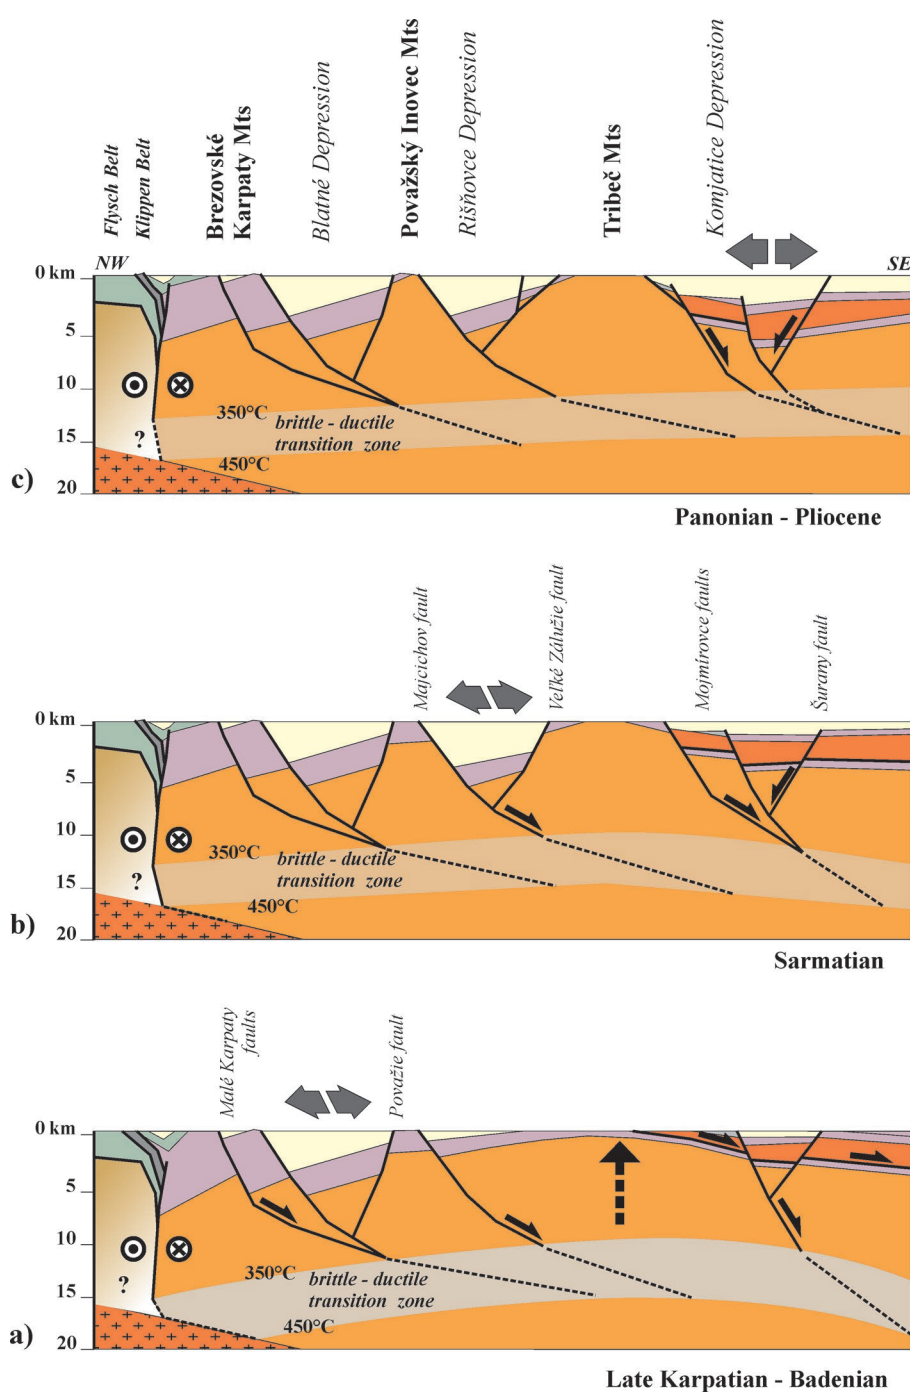 Flysch Belt
Klippen Belt
Brezovské
Karpaty Mts
Blatné Depression
Považský Inovec Mts
Rišňovce Depression
Tribeč Mts
Komjatice Depression
0 km
NW
SE
5
10
350°C
brittle - ductile
transition zone
15
?
450°C
c)
20
Panonian - Pliocene
Majcichov fault
Veľké Zálužie fault
Mojmírovce faults
Šurany fault
0 km
5
10
350°C
brittle - ductile
transition zone
15
?
450°C
b)
20
Sarmatian
Malé Karpaty
faults
Považie fault
0 km
5
10
?
350°C
brittle - ductile
transition zone
15
450°C
a)
20
Late Karpatian - Badenian